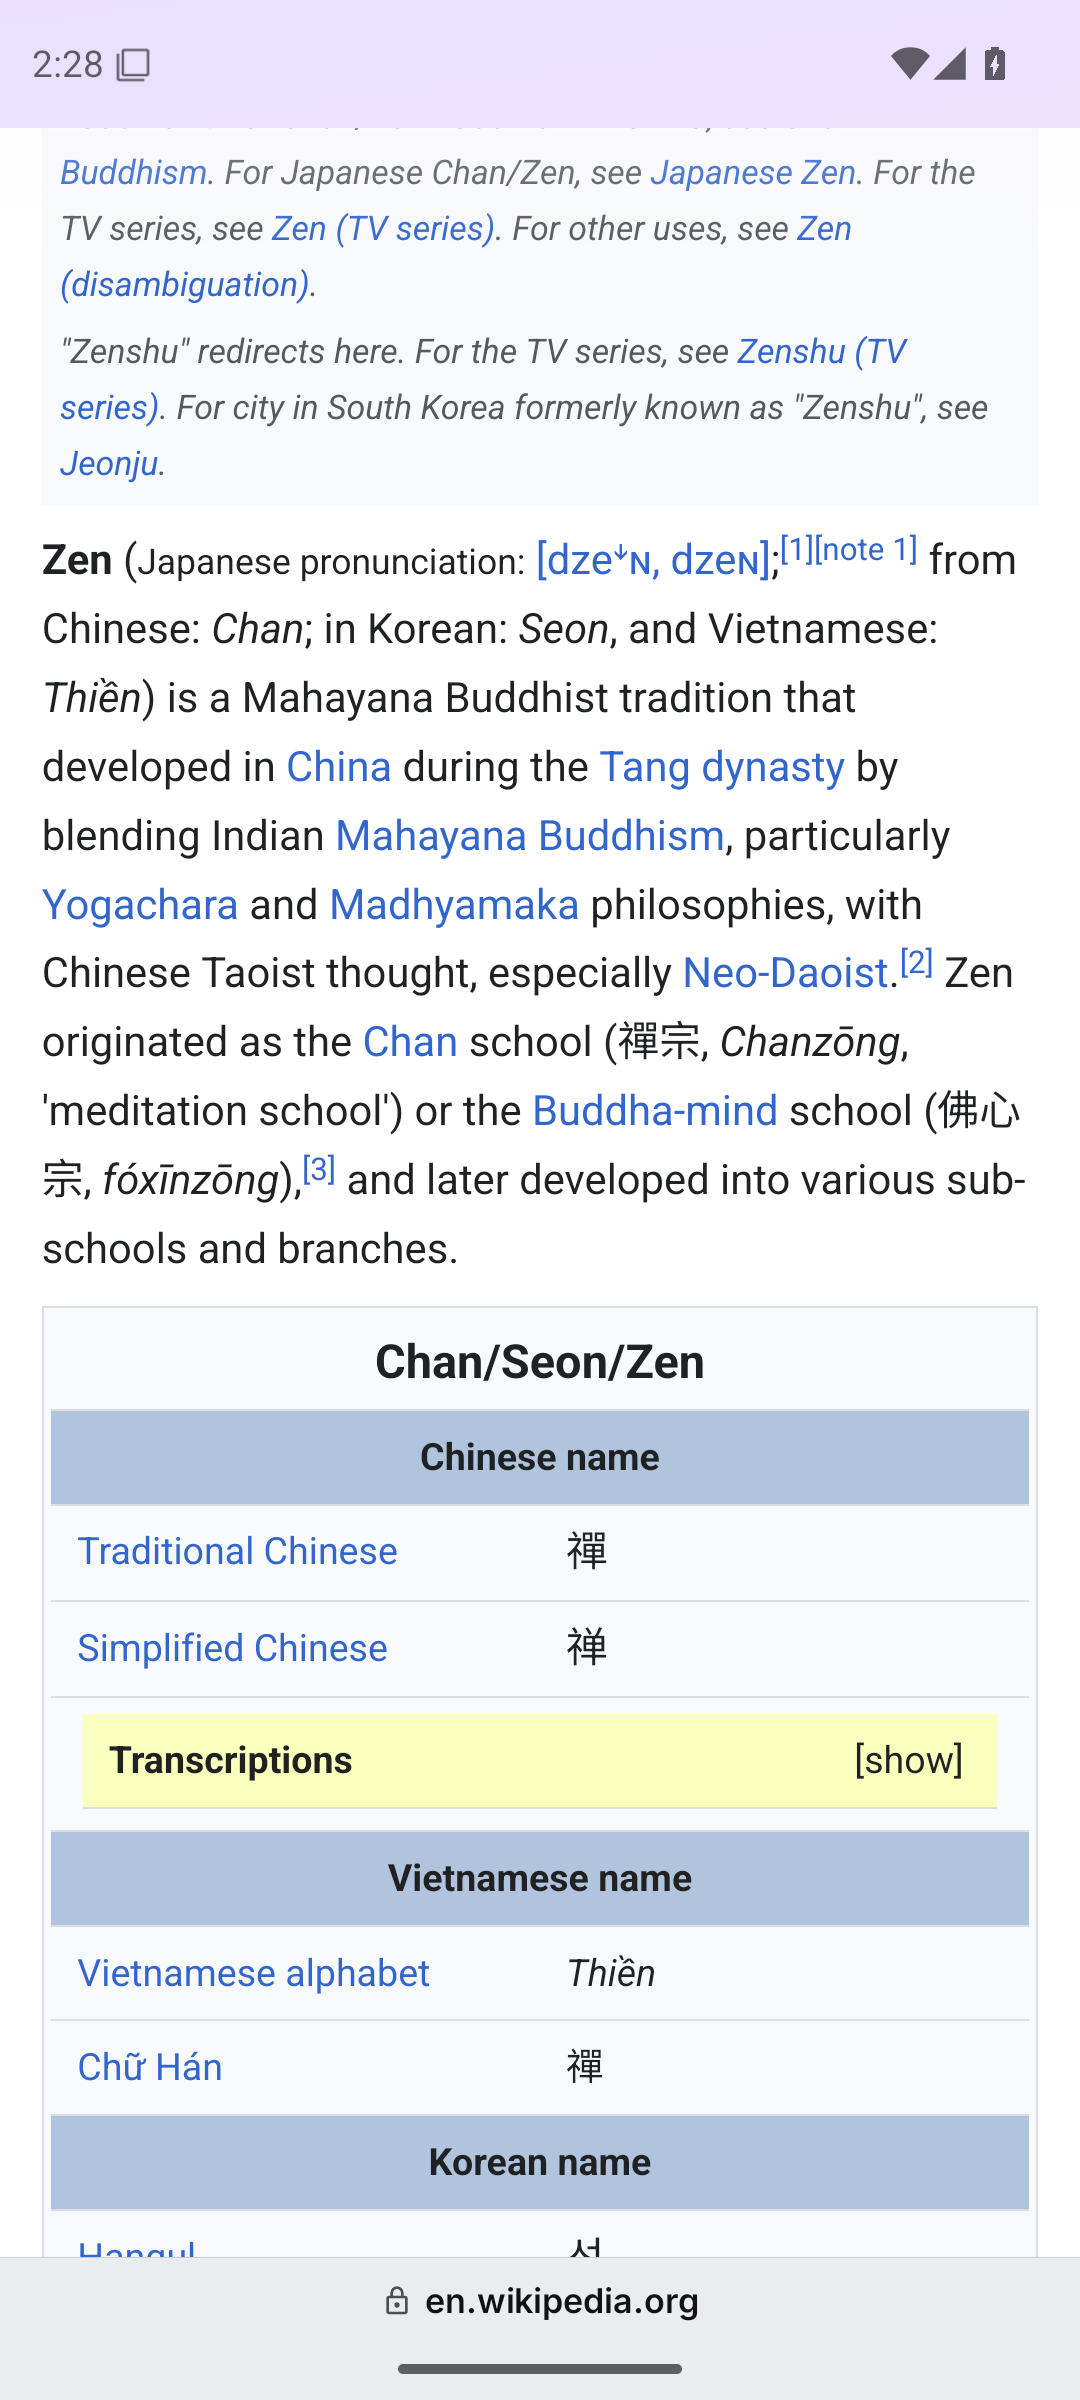 2:28
Buddhism. For Japanese Chan/Zen, see Japanese Zen. For the
TV series, see Zen (TV series). For other uses, see Zen
(disambiguation).
"Zenshu" redirects here. For the TV series, see Zenshu (TV
series). For city in South Korea formerly known as "Zenshu", see
Jeonju.
Zen (Japanese pronunciation: [dzeꜜɴ, dzeɴ];[1][note 1] from
Chinese: Chan; in Korean: Seon, and Vietnamese:
Thiền) is a Mahayana Buddhist tradition that
developed in China during the Tang dynasty by
blending Indian Mahayana Buddhism, particularly
Yogachara and Madhyamaka philosophies, with
Chinese Taoist thought, especially Neo-Daoist.[2] Zen
originated as the Chan school (禪宗, Chanzōng,
'meditation school') or the Buddha-mind school (佛心
宗, fóxīnzōng),[3] and later developed into various sub-
schools and branches.
Chan/Seon/Zen
Chinese name
Traditional Chinese 禪
Simplified Chinese 禅
Transcriptions [show]
Vietnamese name
Vietnamese alphabet Thiền
Chữ Hán 禪
Korean name
Hangul 선
en.wikipedia.org